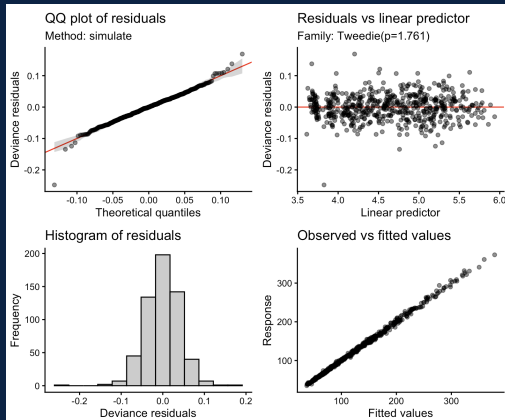 QQ plot of residuals
Method: simulate
Deviance residuals
0.1
0.0
-0.1
-0.2
-0.10
-0.05
0.00
0.05
0.10
Theoretical quantiles
Residuals vs linear predictor
Family: Tweedie(p=1.761)
Deviance residuals
0.1
0.0
-0.1
-0.2
3.5
4.0
4.5
5.0
5.5
6.0
Linear predictor
Histogram of residuals
Frequency
200
150
100
50
0
-0.2
-0.1
0.0
0.1
0.2
Deviance residuals
Observed vs fitted values
Response
300
200
100
100
200
300
Fitted values